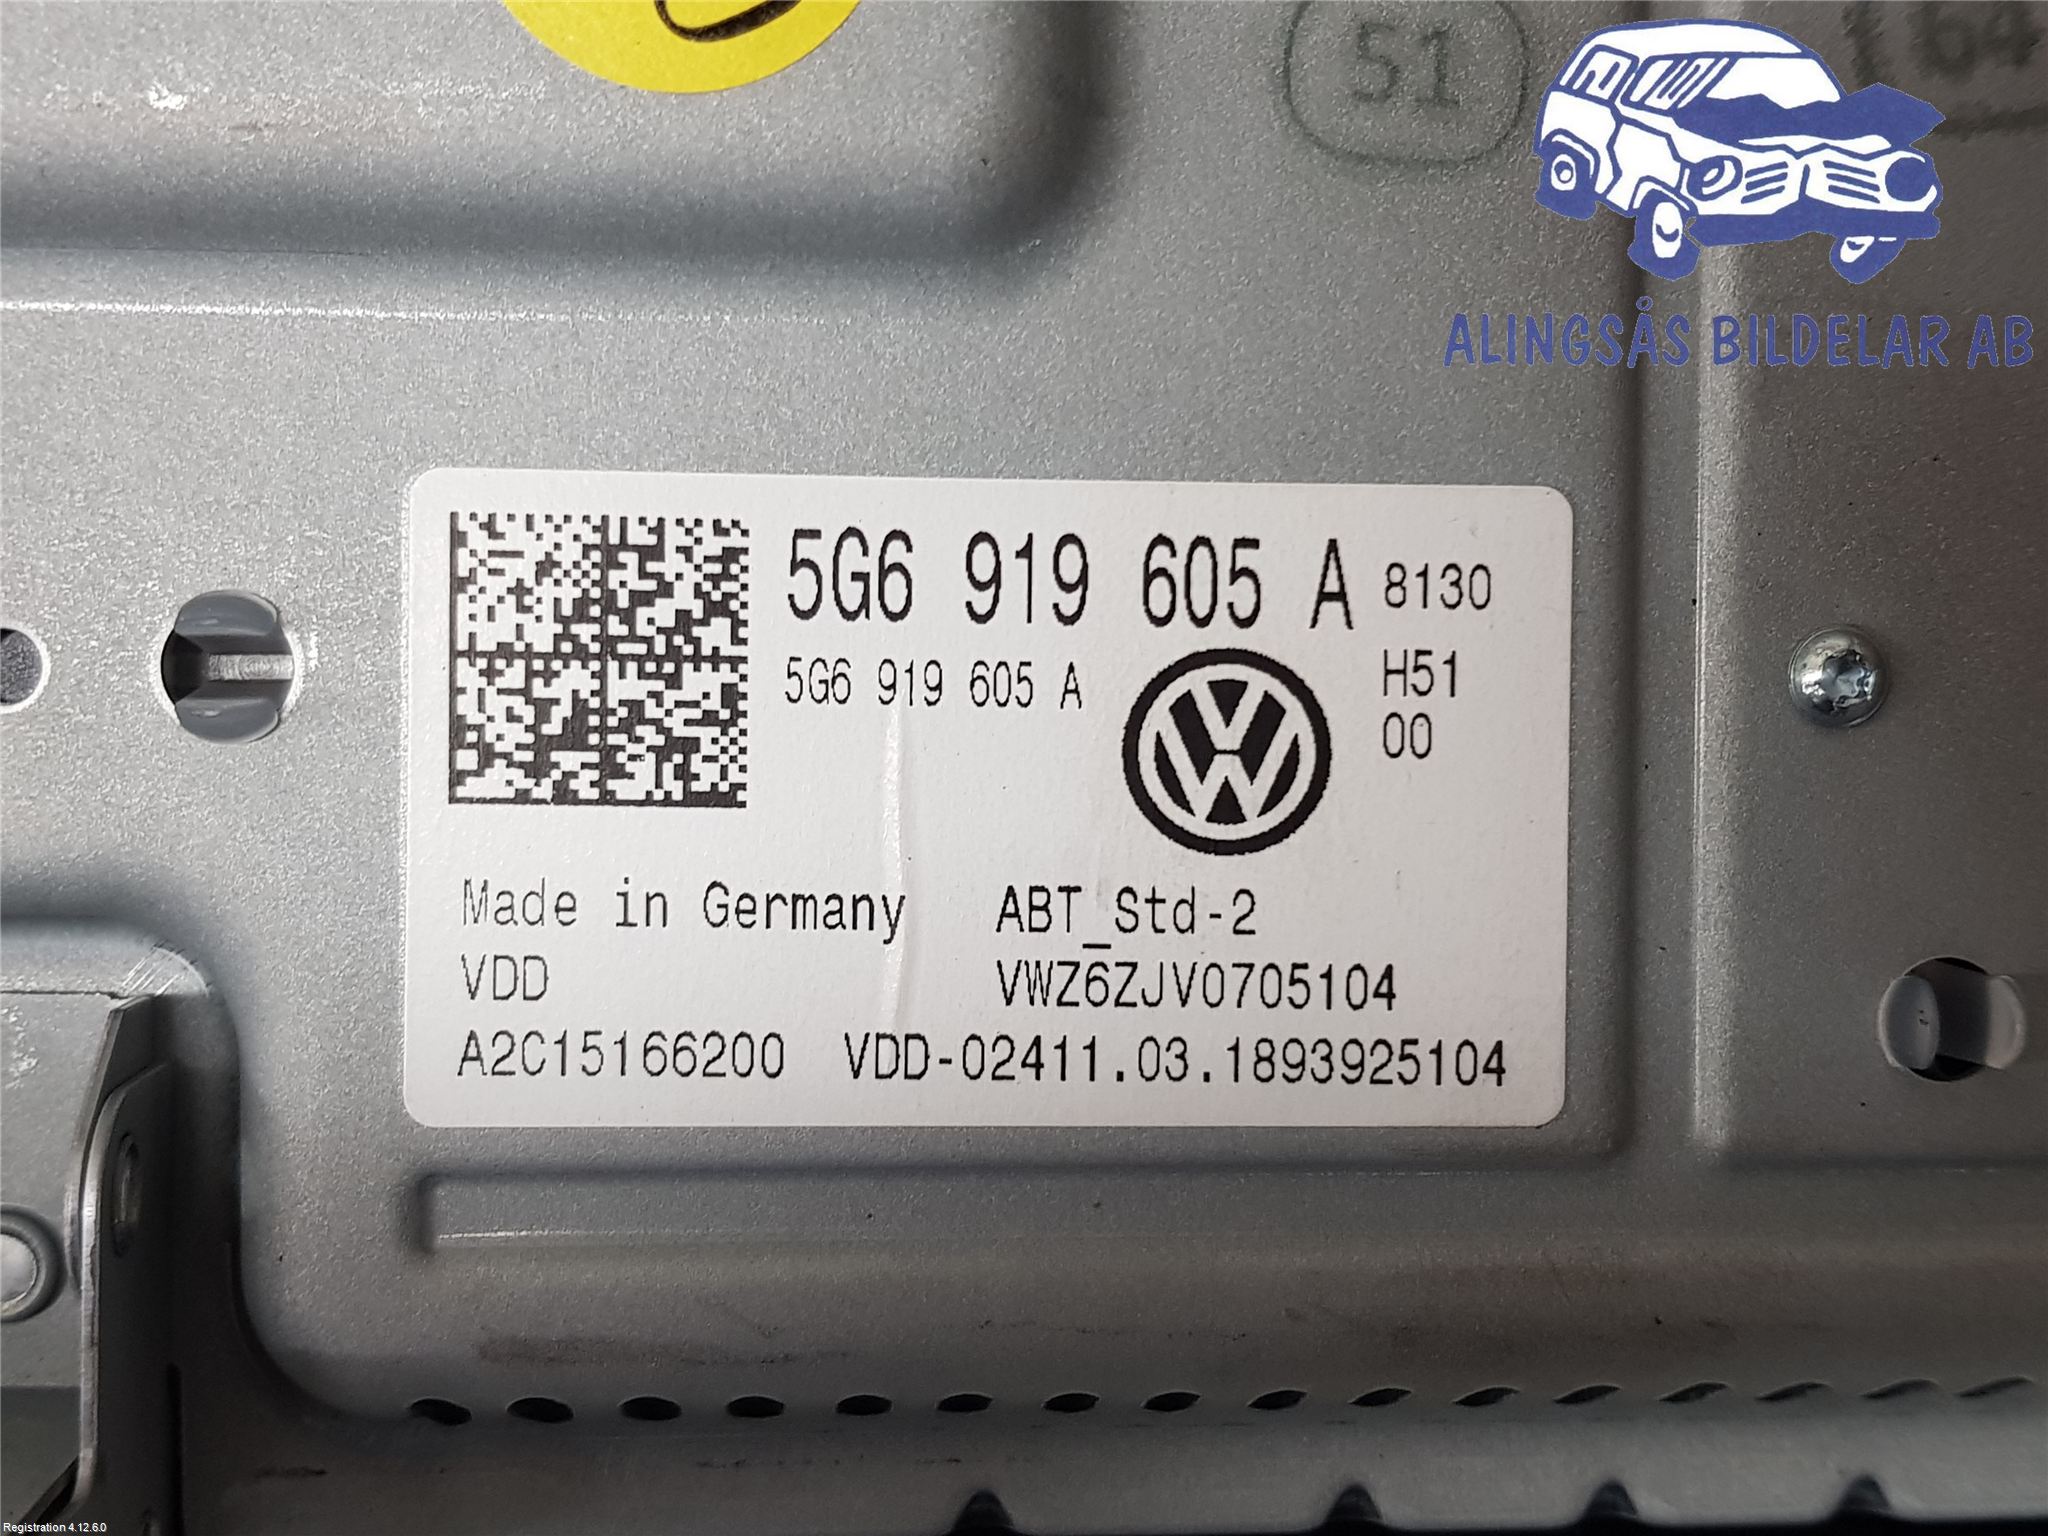 51
64
ALINGSÅS BILDELAR AB
5G6 919 605 A 8130
5G6 919 605 A H51
00
Made in Germany ABT_Std-2
VDD VWZ6ZJV0705104
A2C15166200 VDD-02411.03.1893925104
Registration 4.12.6.0